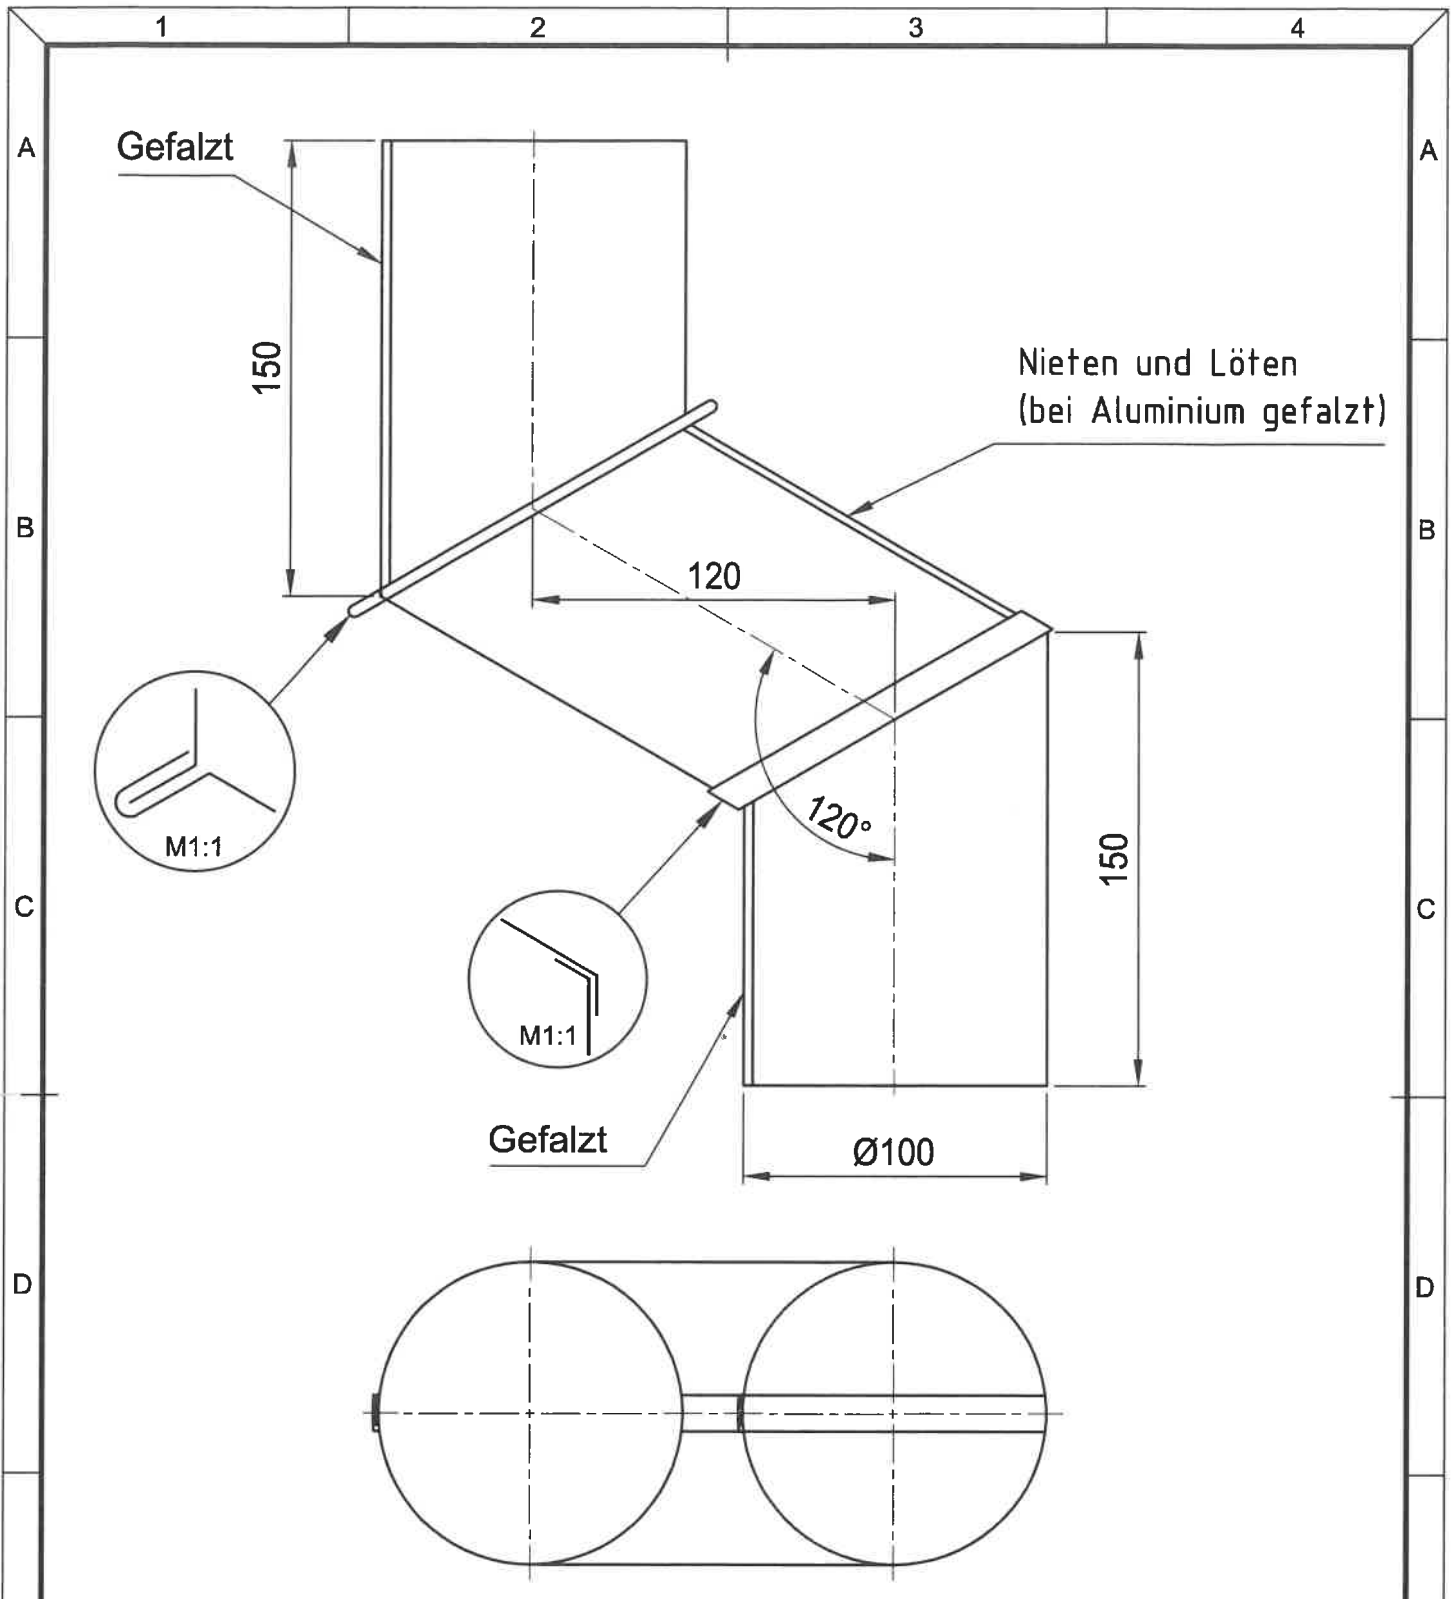 1 2 3 4
A A
Gefalzt
150
Nieten und Löten
(bei Aluminium gefalzt)
B B
120
M1:1
120°
150
C C
M1:1
Gefalzt
Ø100
D D